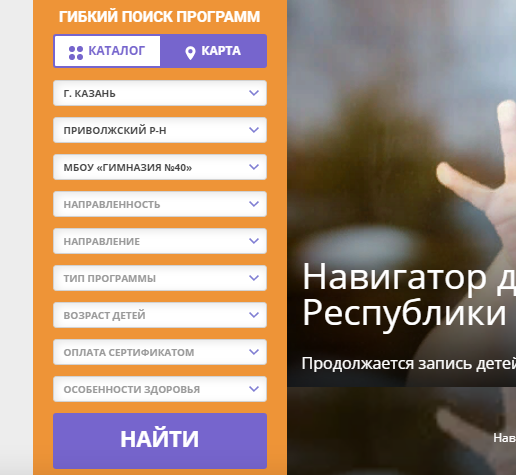 ГИБКИЙ ПОИСК ПРОГРАММ
КАТАЛОГ
КАРТА
Г. КАЗАНЬ
ПРИВОЛЖСКИЙ Р-Н
МБОУ «ГИМНАЗИЯ №40»
НАПРАВЛЕННОСТЬ
НАПРАВЛЕНИЕ
ТИП ПРОГРАММЫ
ВОЗРАСТ ДЕТЕЙ
ОПЛАТА СЕРТИФИКАТОМ
ОСОБЕННОСТИ ЗДОРОВЬЯ
НАЙТИ
Навигатор д
Республики
Продолжается запись детей
Нав